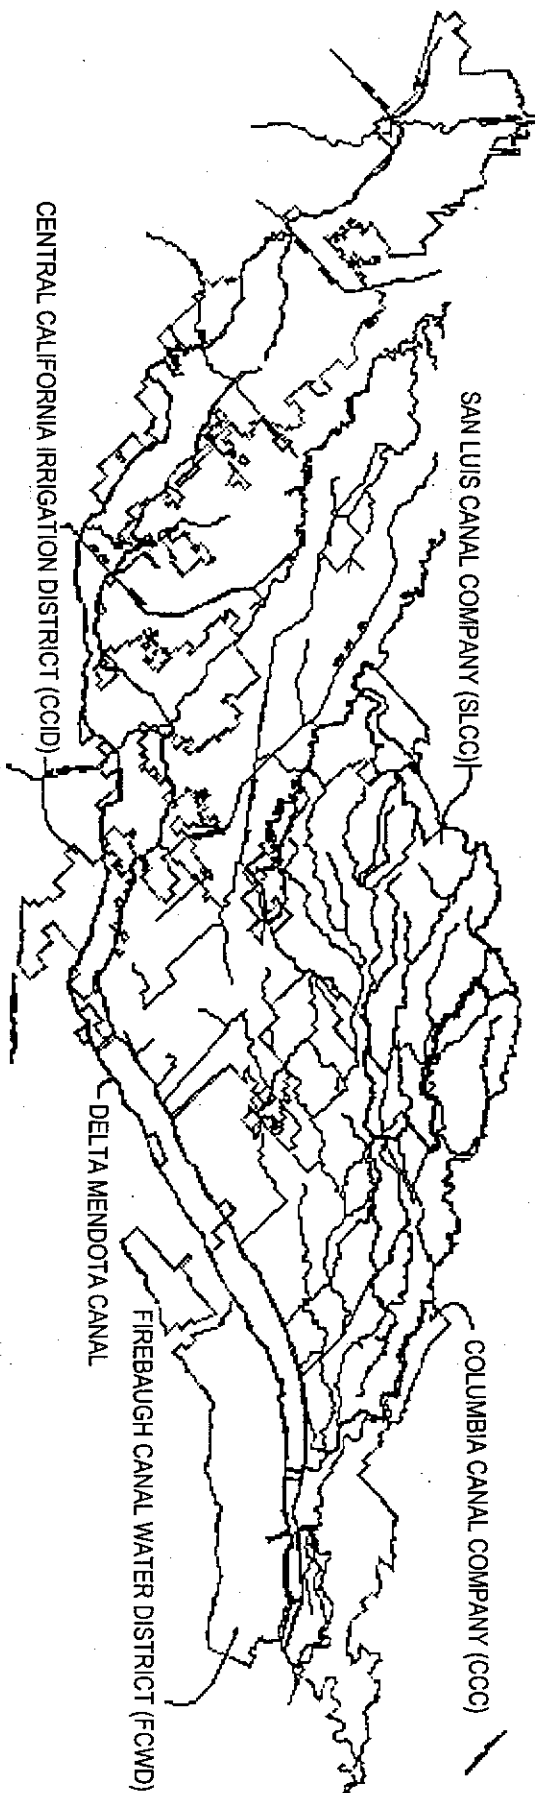 SAN LUIS CANAL COMPANY (SLCC)
COLUMBIA CANAL COMPANY (CCC)
CENTRAL CALIFORNIA IRRIGATION DISTRICT (CCID)
DELTA MENDOTA CANAL
FIREBAUGH CANAL WATER DISTRICT (FCWD)